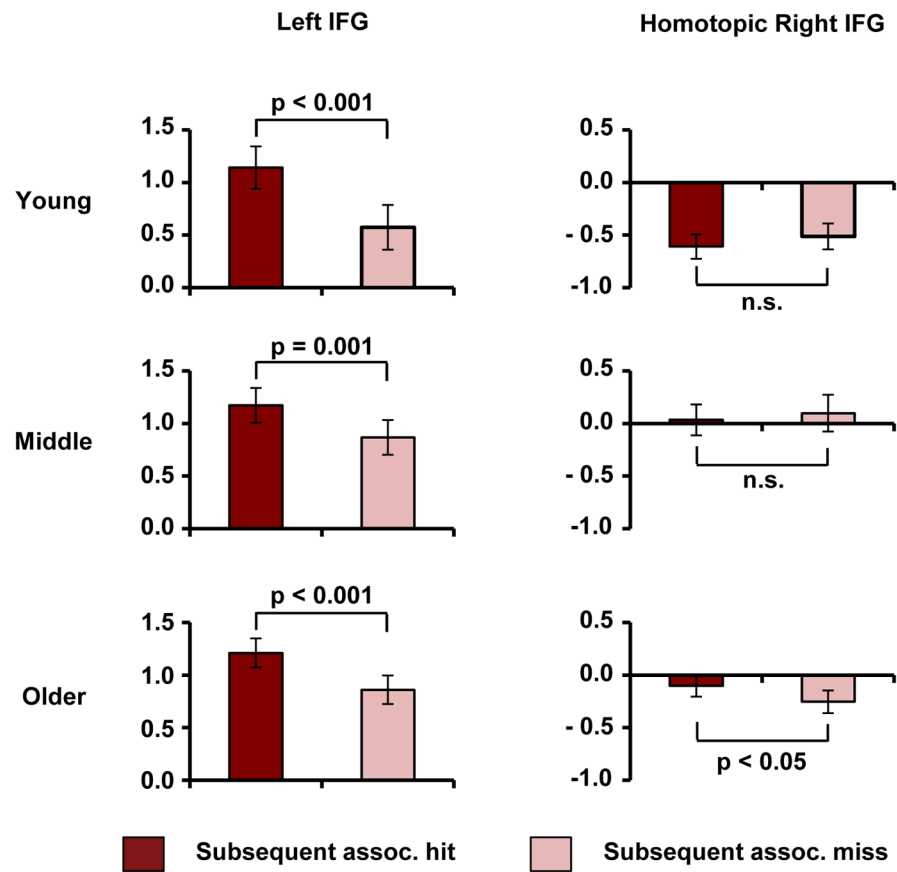 Left IFG
Homotopic Right IFG
Young
p < 0.001
1.5
1.0
0.5
0.0
0.5
0.0
- 0.5
-1.0
n.s.
Middle
p = 0.001
1.5
1.0
0.5
0.0
0.5
0.0
- 0.5
-1.0
n.s.
Older
p < 0.001
1.5
1.0
0.5
0.0
0.5
0.0
- 0.5
-1.0
p < 0.05
Subsequent assoc. hit
Subsequent assoc. miss